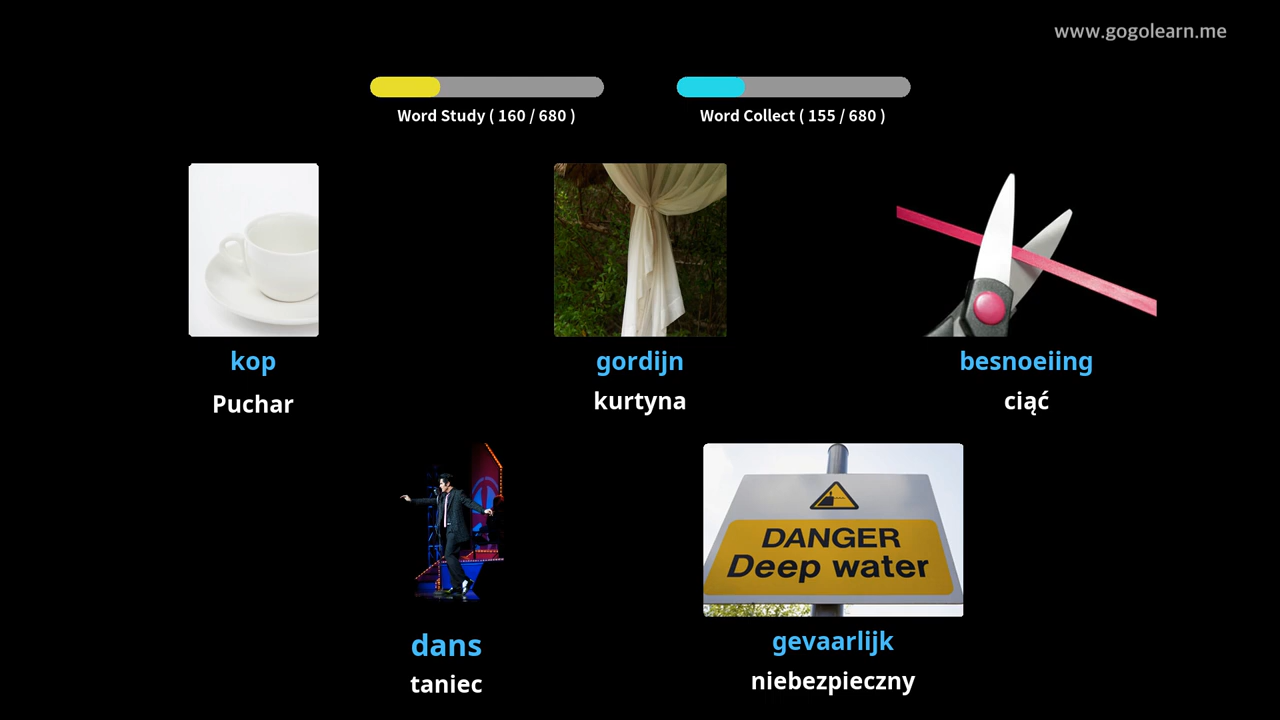 www.gogolearn.me
Word Study ( 160 / 680 )
Word Collect ( 155 / 680 )
kop
Puchar
gordijn
kurtyna
besnoeiing
ciąć
dans
taniec
DANGER
Deep water
gevaarlijk
niebezpieczny